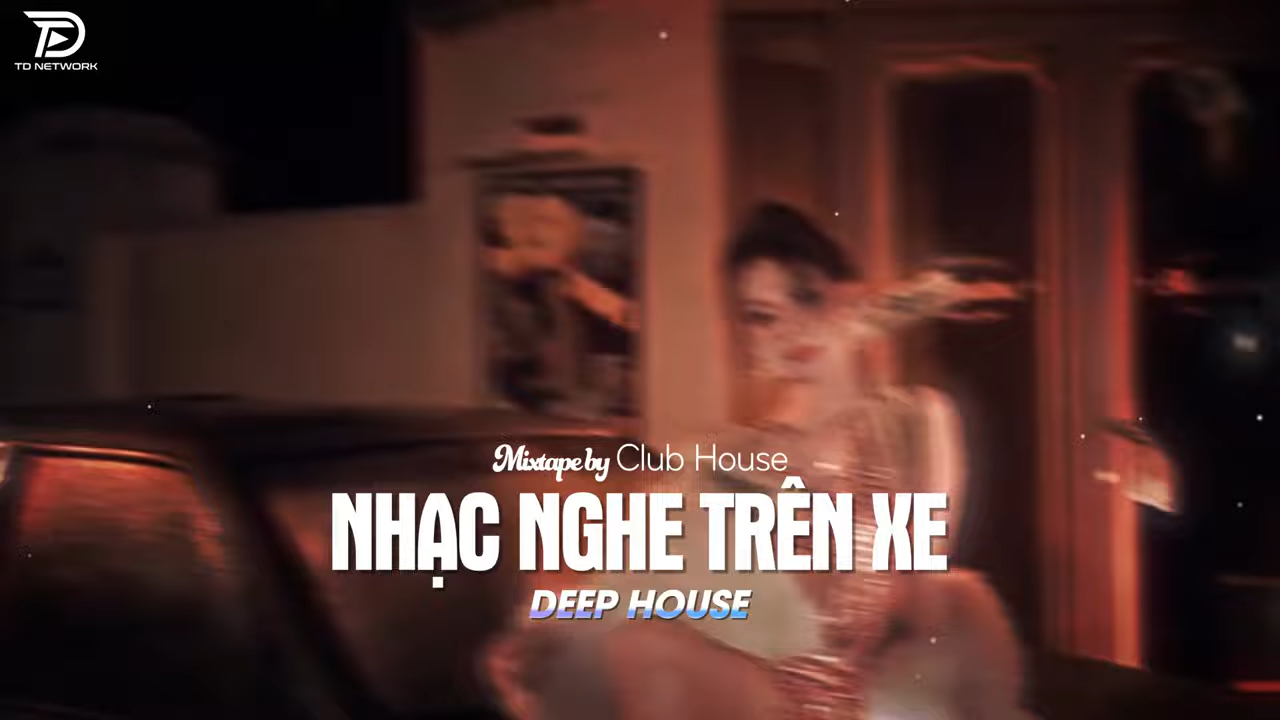 TD NETWORK
Mixtape by Club House
NHẠC NGHE TRÊN XE
DEEP HOUSE